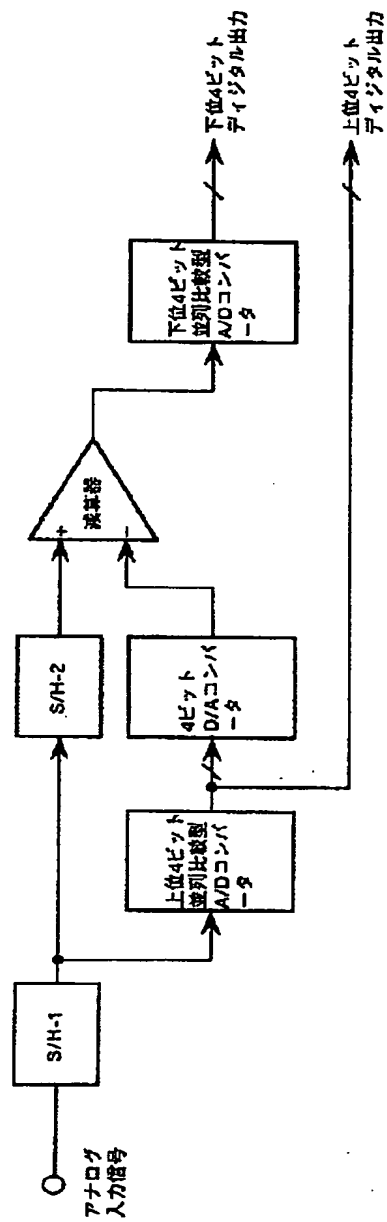 アナログ
入力信号
S/H-1
S/H-2
上位4ビット
並列比較型
A/Dコンバ
ータ
4ビット
D/Aコンバ
ータ
+
-
減算器
下位4ビット
並列比較型
A/Dコンバ
ータ
下位4ビット
ディジタル出力
上位4ビット
ディジタル出力